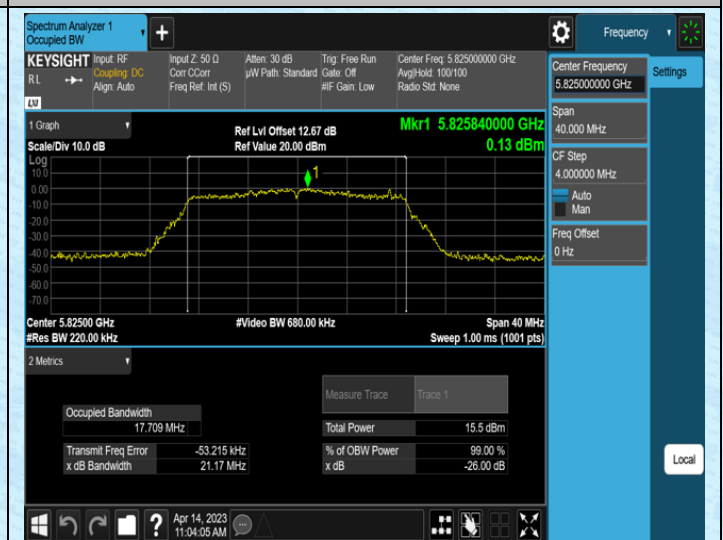 Spectrum Analyzer 1
Occupied BW
Frequency
KEYSIGHT
R L
LXI
Input: RF
Coupling: DC
Align: Auto
Input Z: 50 Ω
Corr CCorr
Freq Ref: Int (S)
Atten: 30 dB
µW Path: Standard
Trig: Free Run
Gate: Off
#IF Gain: Low
Center Freq: 5.825000000 GHz
Avg|Hold: 100/100
Radio Std: None
Center Frequency
5.825000000 GHz
Settings
Span
40.000 MHz
CF Step
4.000000 MHz
Auto
Man
Freq Offset
0 Hz
1 Graph
Scale/Div 10.0 dB
Ref Lvl Offset 12.67 dB
Ref Value 20.00 dBm
Mkr1 5.825840000 GHz
0.13 dBm
Log
10.0
0.00
-10.0
-20.0
-30.0
-40.0
-50.0
-60.0
-70.0
1
Center 5.82500 GHz
#Res BW 220.00 kHz
#Video BW 680.00 kHz
Span 40 MHz
Sweep 1.00 ms (1001 pts)
2 Metrics
Measure Trace
Trace 1
Occupied Bandwidth
17.709 MHz
Total Power
15.5 dBm
Transmit Freq Error
-53.215 kHz
% of OBW Power
99.00 %
x dB Bandwidth
21.17 MHz
x dB
-26.00 dB
Local
?
Apr 14, 2023
11:04:05 AM